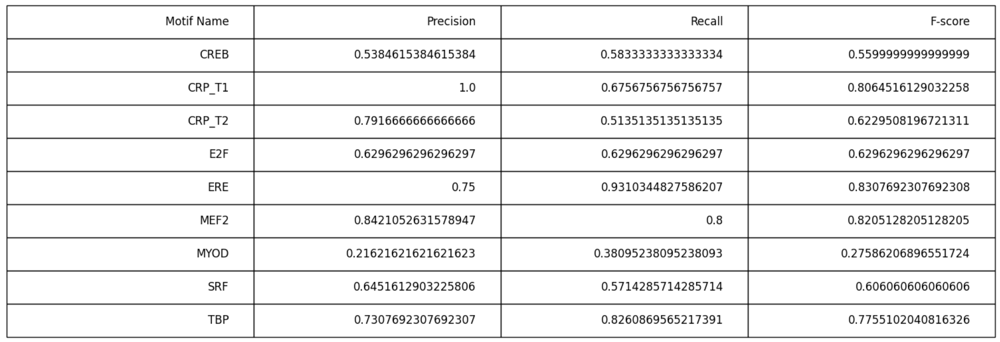 Motif Name Precision Recall F-score
CREB 0.5384615384615384 0.5833333333333334 0.5599999999999999
CRP_T1 1.0 0.6756756756756757 0.8064516129032258
CRP_T2 0.7916666666666666 0.5135135135135135 0.6229508196721311
E2F 0.6296296296296297 0.6296296296296297 0.6296296296296297
ERE 0.75 0.9310344827586207 0.8307692307692308
MEF2 0.8421052631578947 0.8 0.8205128205128205
MYOD 0.21621621621621623 0.38095238095238093 0.27586206896551724
SRF 0.6451612903225806 0.5714285714285714 0.606060606060606
TBP 0.7307692307692307 0.8260869565217391 0.7755102040816326